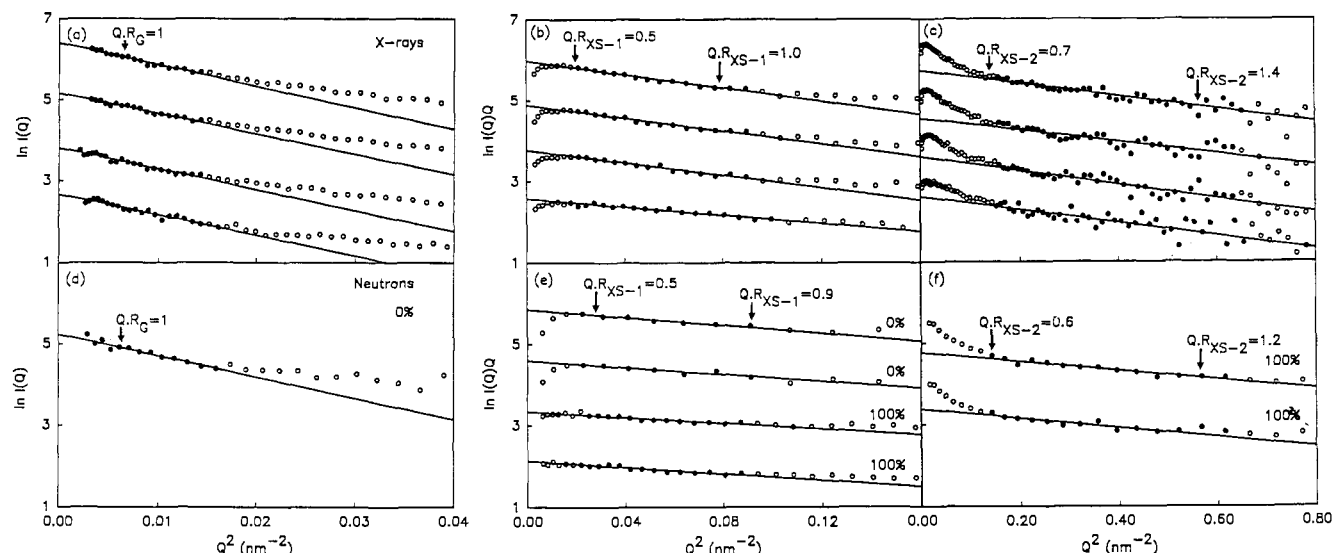 (a)
X-rays
Q.R_G=1
ln I(Q)
7
5
3
1
(b)
Q.R_XS-1=0.5
Q.R_XS-1=1.0
ln I(Q)Q
7
5
3
1
(c)
Q.R_XS-2=0.7
Q.R_XS-2=1.4
(d)
Neutrons
0%
Q.R_G=1
ln I(Q)
5
3
1
0.00 0.01 0.02 0.03 0.04
Q² (nm⁻²)
(e)
Q.R_XS-1=0.5
Q.R_XS-1=0.9
0%
0%
100%
100%
ln I(Q)Q
5
3
1
0.00 0.04 0.08 0.12
Q² (nm⁻²)
(f)
Q.R_XS-2=0.6
Q.R_XS-2=1.2
100%
100%
0.00 0.20 0.40 0.60 0.80
Q² (nm⁻²)